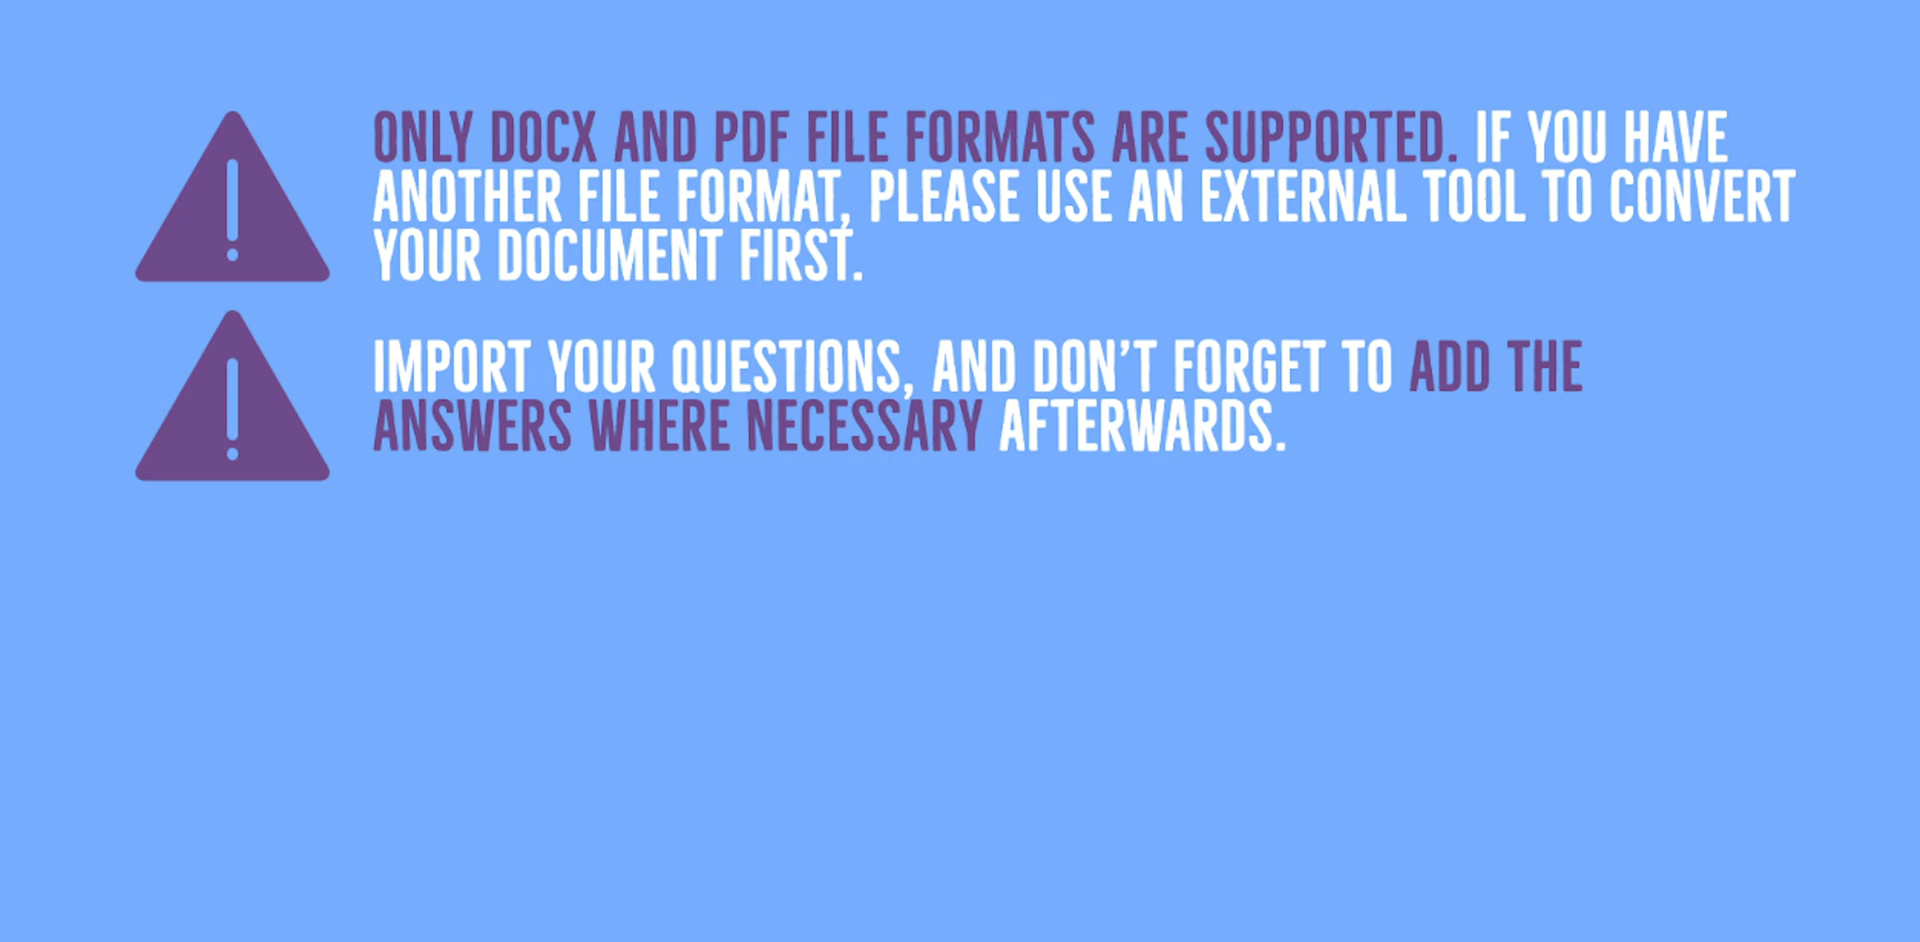 ONLY DOCX AND PDF FILE FORMATS ARE SUPPORTED. IF YOU HAVE
ANOTHER FILE FORMAT, PLEASE USE AN EXTERNAL TOOL TO CONVERT
YOUR DOCUMENT FIRST.
IMPORT YOUR QUESTIONS, AND DON’T FORGET TO ADD THE
ANSWERS WHERE NECESSARY AFTERWARDS.